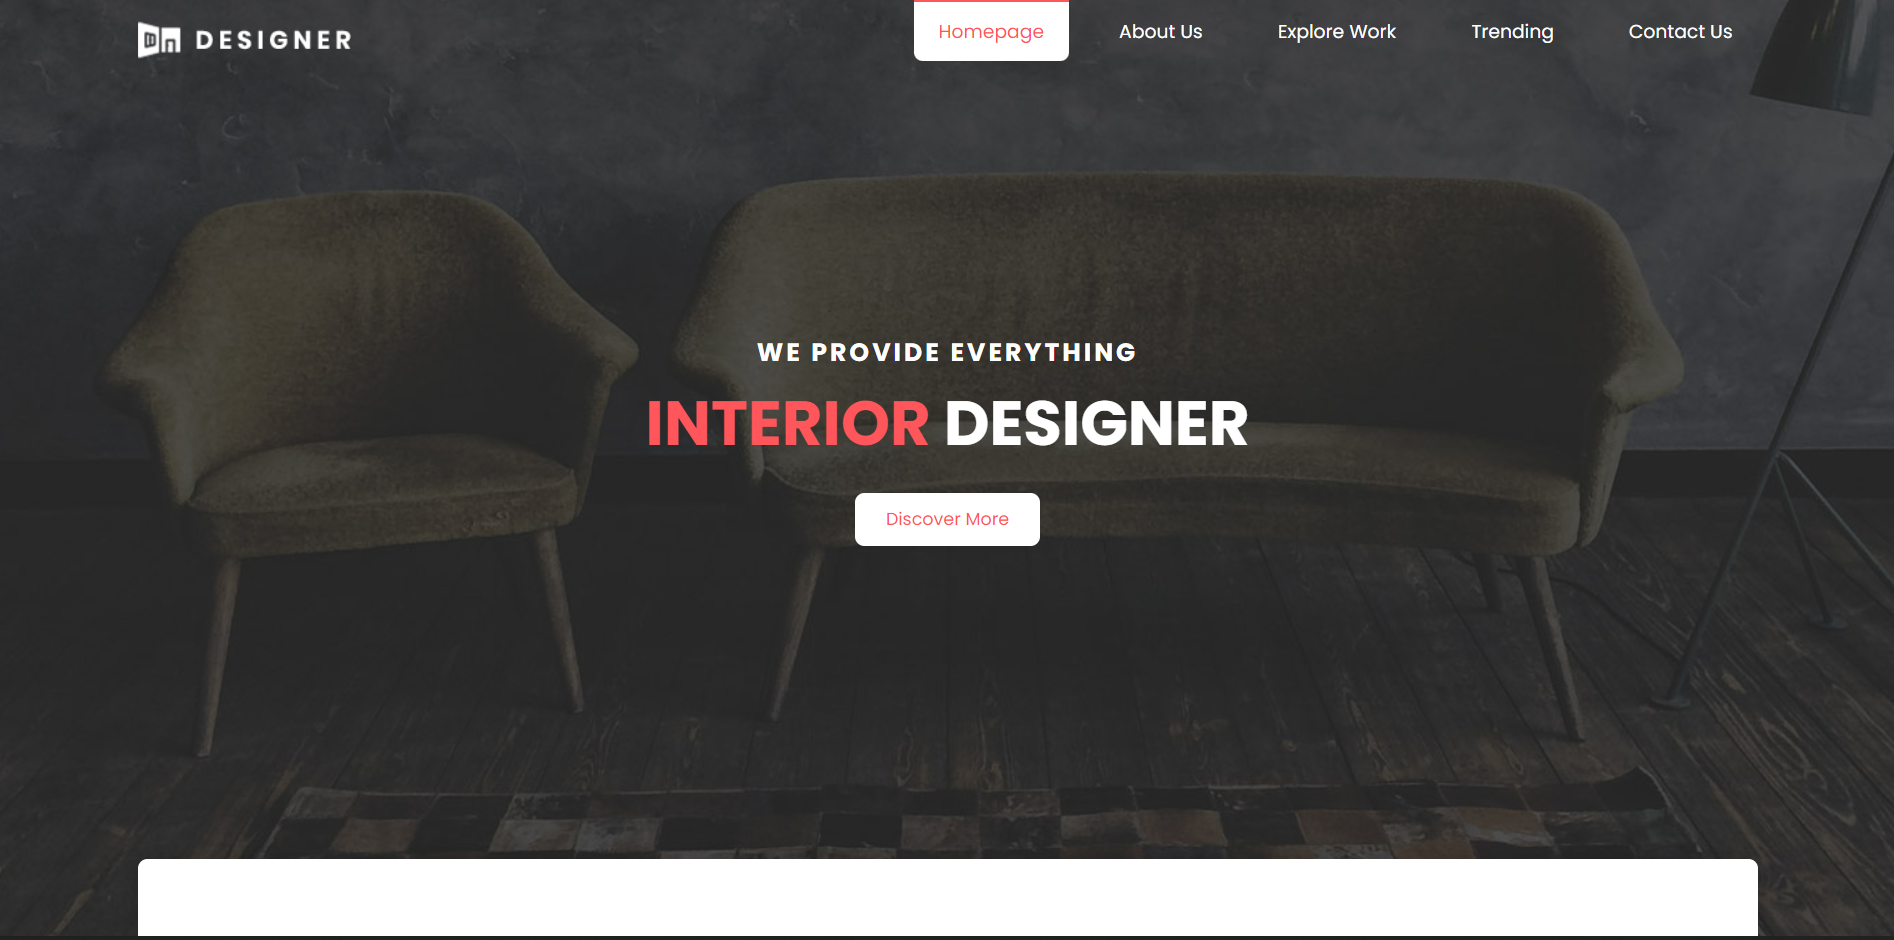 DESIGNER
Homepage
About Us
Explore Work
Trending
Contact Us
WE PROVIDE EVERYTHING
INTERIOR DESIGNER
Discover More